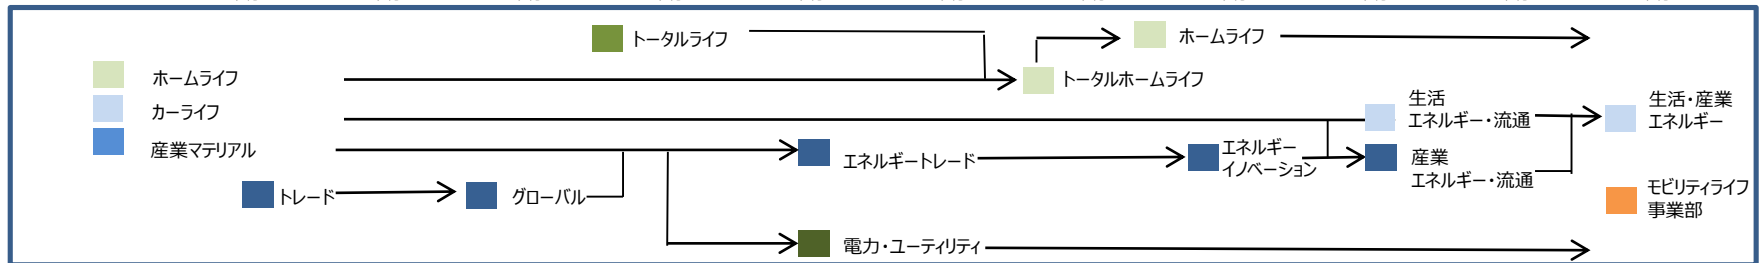 トータルライフ
ホームライフ
ホームライフ
トータルホームライフ
カーライフ
生活
エネルギー・流通
生活・産業
エネルギー
産業マテリアル
エネルギートレード
エネルギー
イノベーション
産業
エネルギー・流通
トレード
グローバル
モビリティライフ
事業部
電力・ユーティリティ